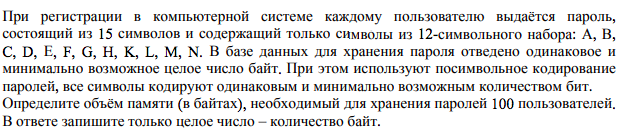 При регистрации в компьютерной системе каждому пользователю выдаётся пароль,
состоящий из 15 символов и содержащий только символы из 12-символьного набора: А, В,
C, D, Е, F, G, H, K, L, M, N. В базе данных для хранения пароля отведено одинаковое и
минимально возможное целое число байт. При этом используют посимвольное кодирование
паролей, все символы кодируют одинаковым и минимально возможным количеством бит.
Определите объём памяти (в байтах), необходимый для хранения паролей 100 пользователей.
В ответе запишите только целое число – количество байт.